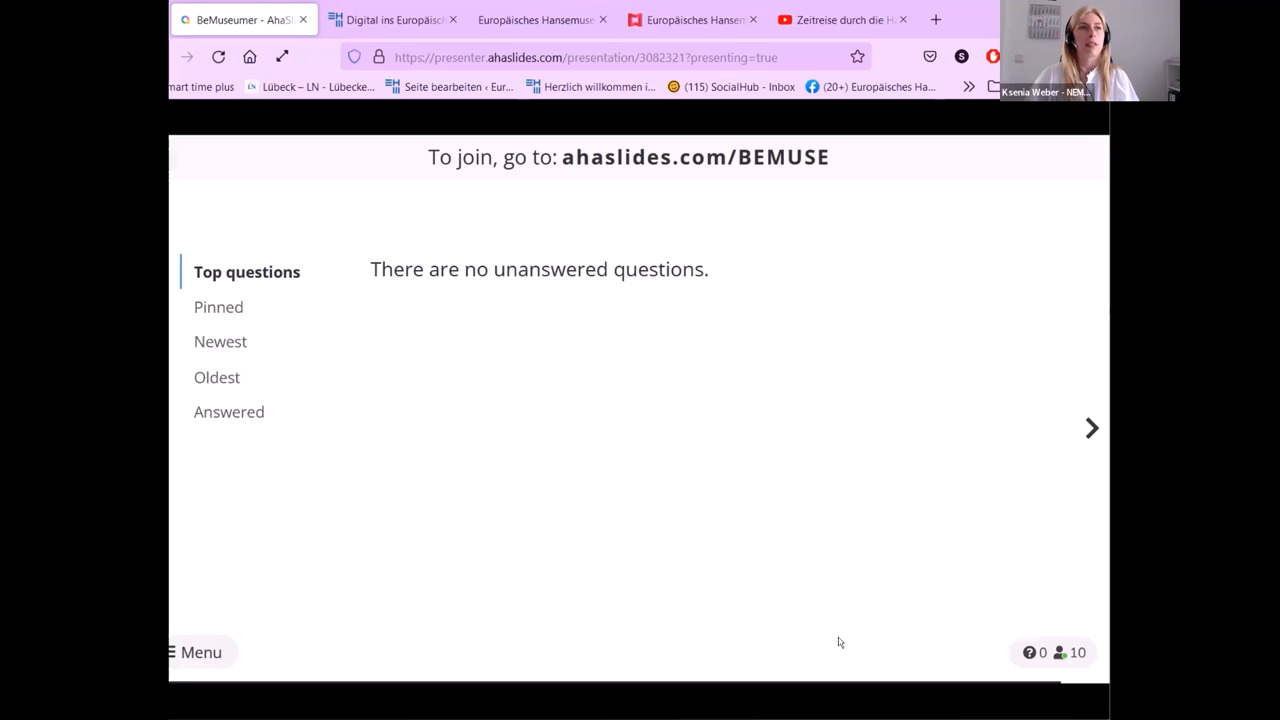 BeMuseumer - AhaSl
Digital ins Europäisch
Europäisches Hansemuse
Europäisches Hansem
Zeitreise durch die H
https://presenter.ahaslides.com/presentation/3082321?presenting=true
mart time plus
Lübeck – LN - Lübecke...
Seite bearbeiten ‹ Eur...
Herzlich willkommen i...
(115) SocialHub - Inbox
(20+) Europäisches Ha...
Ksenia Weber - NEM...
To join, go to: ahaslides.com/BEMUSE
Top questions
There are no unanswered questions.
Pinned
Newest
Oldest
Answered
Menu
0 10